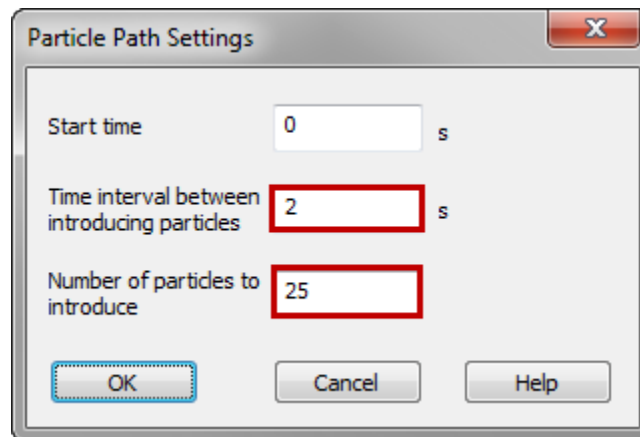 Particle Path Settings
Start time 0 s
Time interval between
introducing particles 2 s
Number of particles to
introduce 25
OK Cancel Help